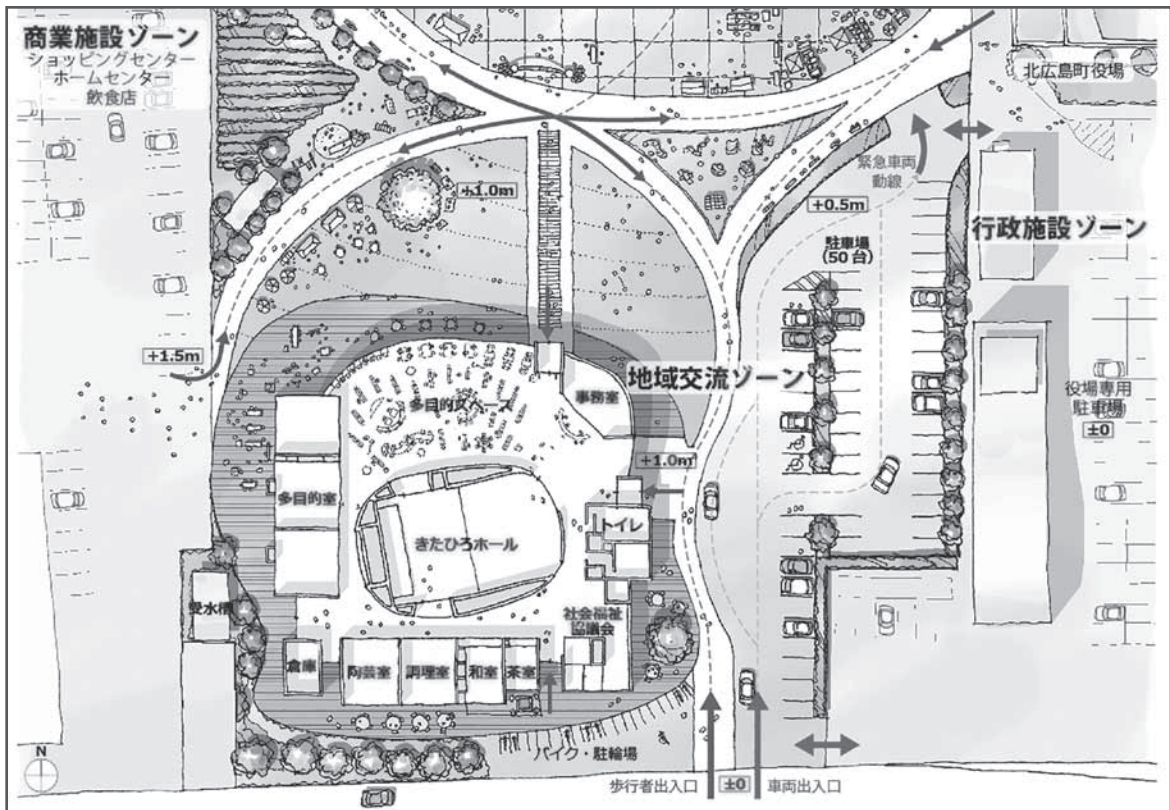 商業施設ゾーン
ショッピングセンター
ホームセンター
飲食店
北広島町役場
緊急車両
動線
+1.0m
+0.5m
行政施設ゾーン
駐車場
(50台)
+1.5m
地域交流ゾーン
多目的スペース
事務室
役場専用
駐車場
±0
+1.0m
多目的室
トイレ
きたひろホール
受水槽
社会福祉
協議会
倉庫
陶芸室
調理室
和室
茶室
バイク・駐輪場
N
歩行者出入口
±0
車両出入口